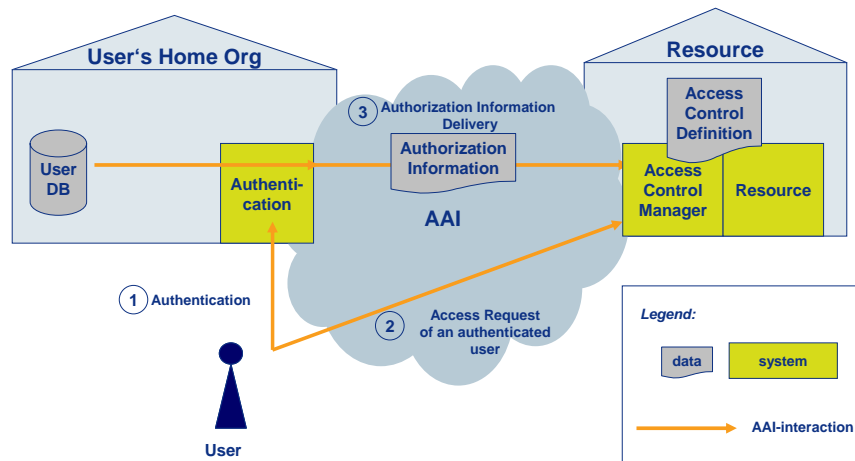 User‘s Home Org
Resource
3
Authorization Information
Delivery
Access
Control
Definition
User
DB
Authenti-
cation
Authorization
Information
AAI
Access
Control
Manager
Resource
1
Authentication
2
Access Request
of an authenticated
user
User
Legend:
data
system
AAI-interaction